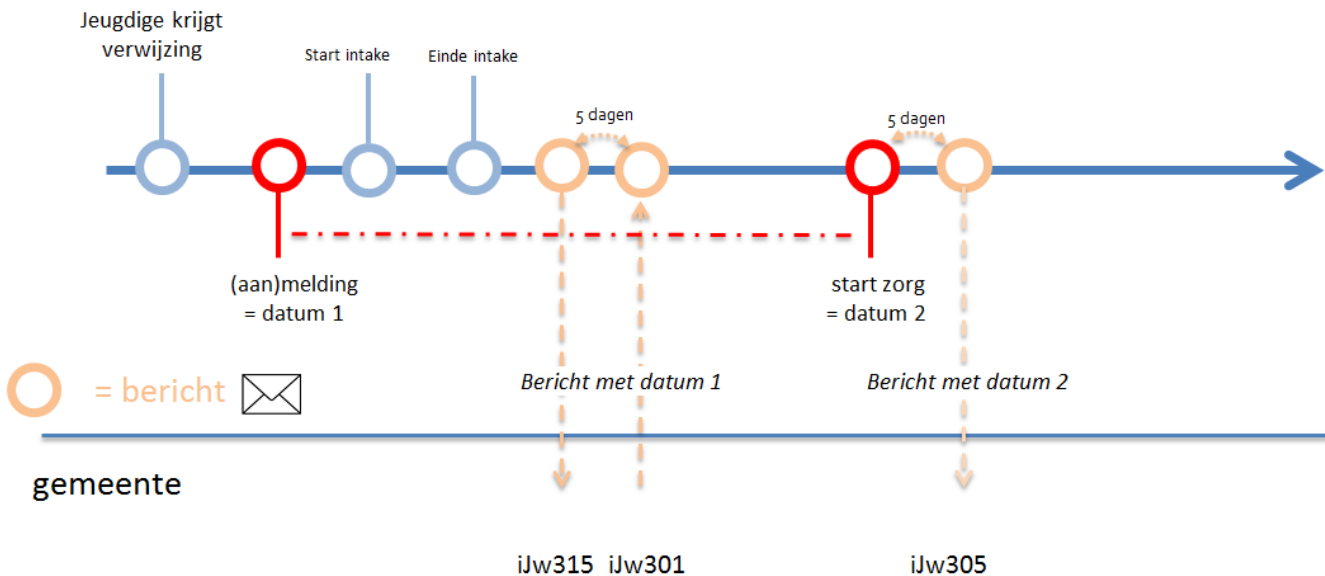 Jeugdige krijgt
verwijzing
Start intake
Einde intake
5 dagen
5 dagen
(aan)melding
= datum 1
start zorg
= datum 2
= bericht
Bericht met datum 1
Bericht met datum 2
gemeente
iJw315
iJw301
iJw305